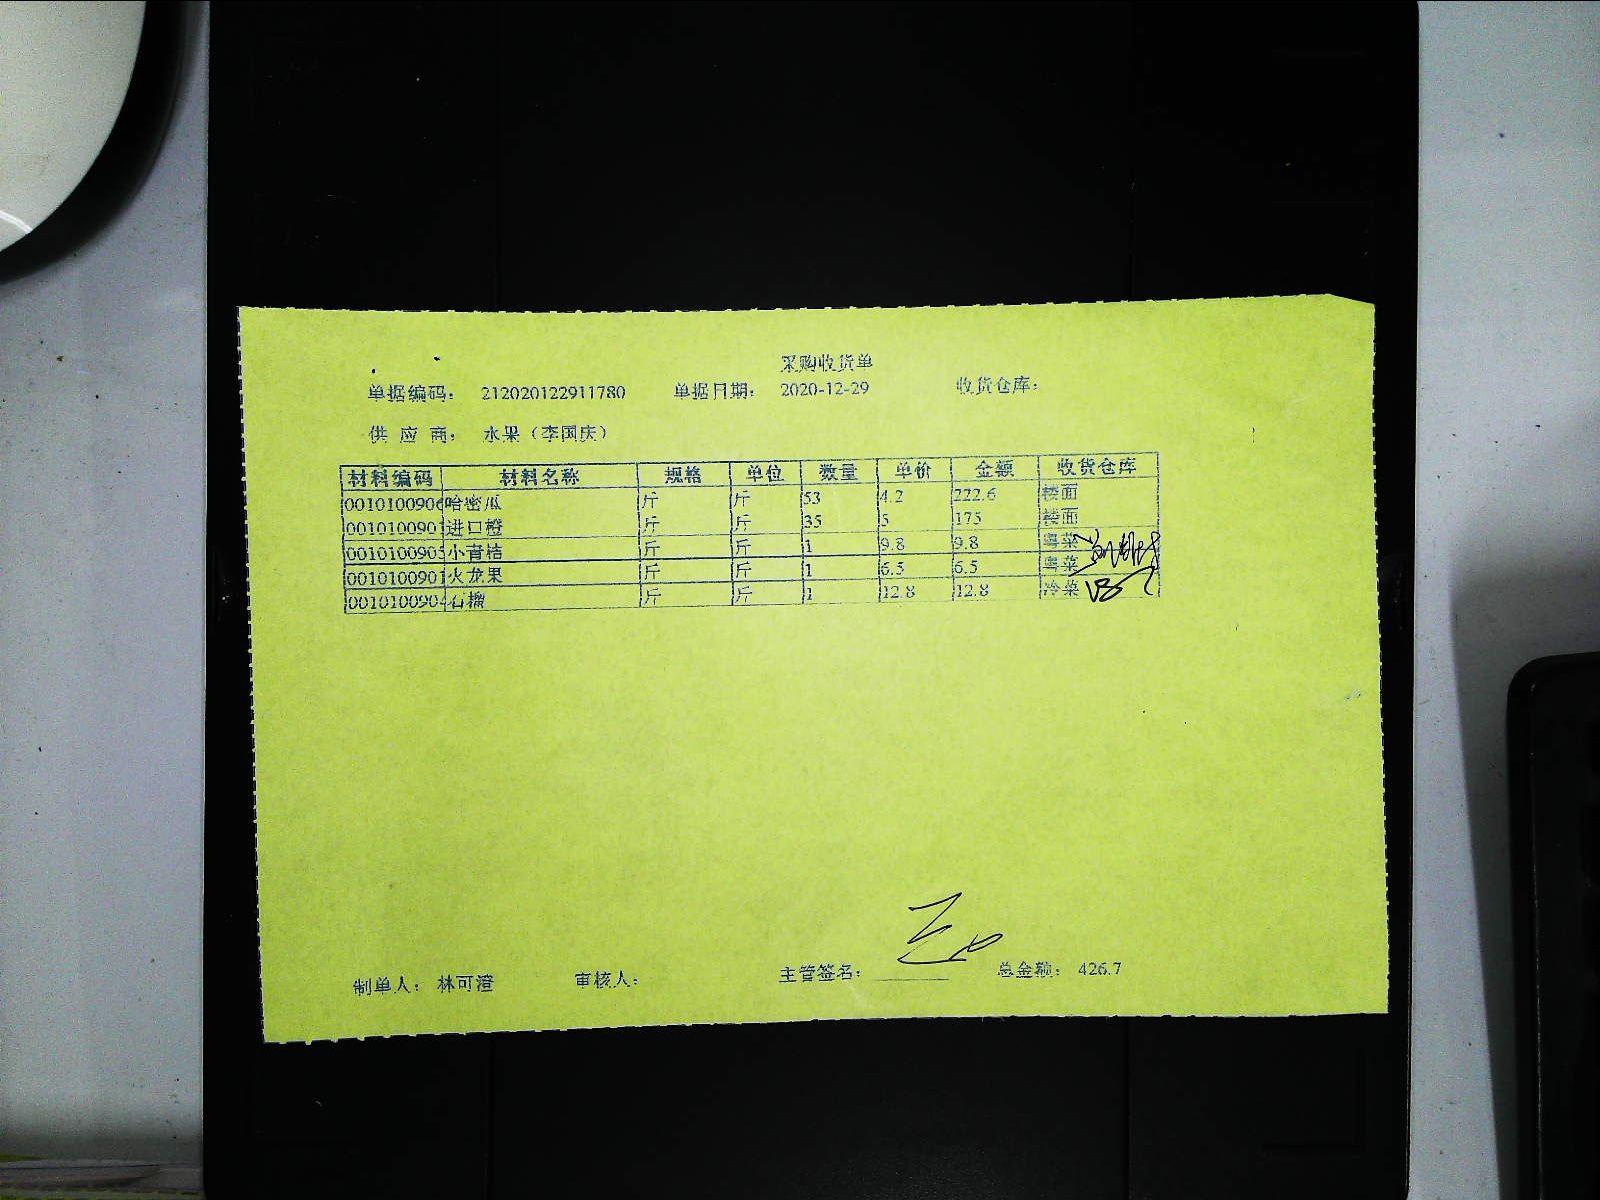 采购收货单
单据编码： 212020122911780 单据日期： 2020-12-29 收货仓库：
供 应 商： 水果（李国庆）
材料编码 材料名称 规格 单位 数量 单价 金额 收货仓库
0010100906 哈密瓜 斤 斤 53 4.2 222.6 楼面
001010090 进口橙 斤 斤 35 5 175 楼面
0010100905 小青桔 斤 斤 1 9.8 9.8 粤菜
001010090 火龙果 斤 斤 1 6.5 6.5 粤菜
0010100904 石榴 斤 斤 1 12.8 12.8 冷菜
制单人： 林可澄 审核人： 主管签名： 总金额： 426.7